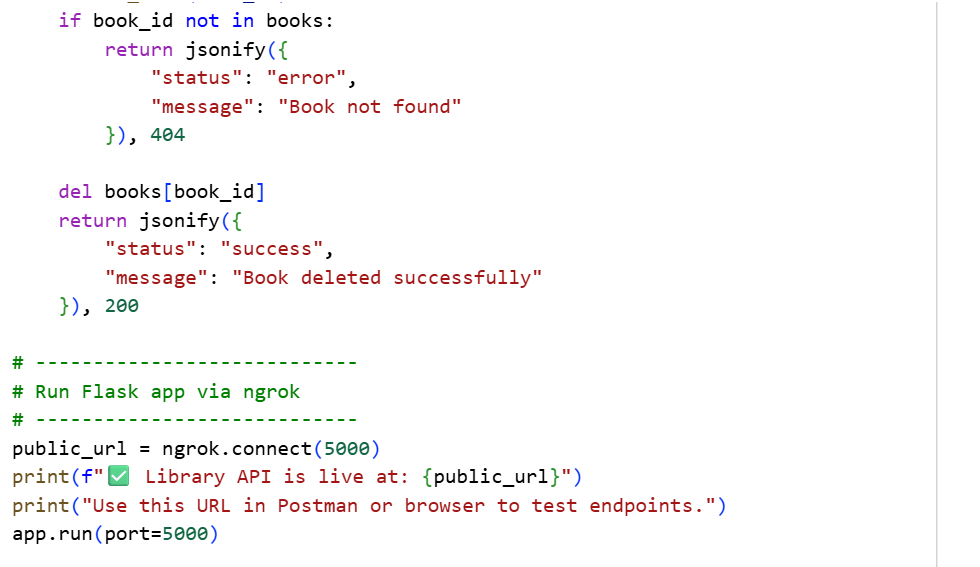 if book_id not in books:
        return jsonify({
            "status": "error",
            "message": "Book not found"
        }), 404

    del books[book_id]
    return jsonify({
        "status": "success",
        "message": "Book deleted successfully"
    }), 200

# ----------------------------
# Run Flask app via ngrok
# ----------------------------
public_url = ngrok.connect(5000)
print(f"✅ Library API is live at: {public_url}")
print("Use this URL in Postman or browser to test endpoints.")
app.run(port=5000)